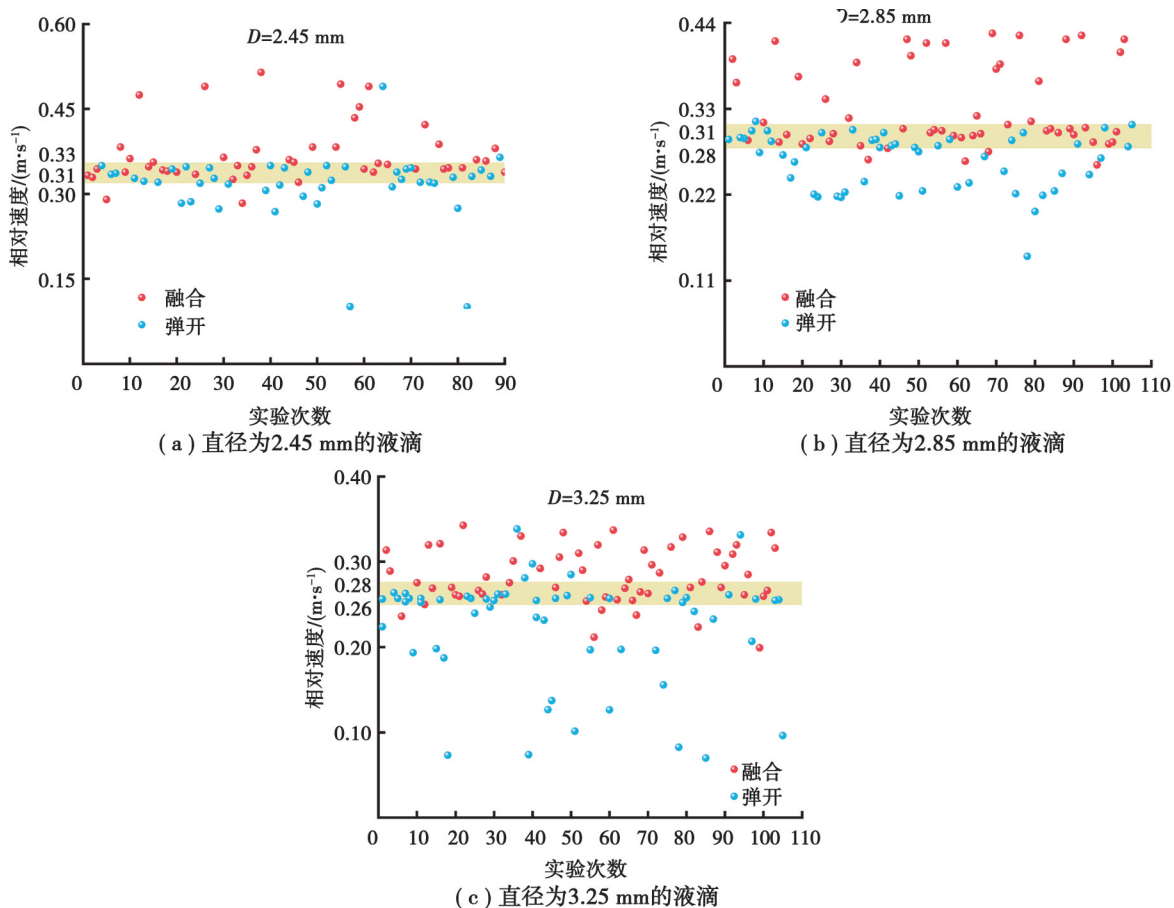 D=2.45 mm
相对速度/(m·s⁻¹)
0.60
0.45
0.33
0.31
0.30
0.15
融合
弹开
0 10 20 30 40 50 60 70 80 90
实验次数
(a)直径为2.45 mm的液滴
D=2.85 mm
相对速度/(m·s⁻¹)
0.44
0.33
0.31
0.28
0.22
0.11
融合
弹开
0 10 20 30 40 50 60 70 80 90 100 110
实验次数
(b)直径为2.85 mm的液滴
D=3.25 mm
相对速度/(m·s⁻¹)
0.40
0.30
0.28
0.26
0.20
0.10
融合
弹开
0 10 20 30 40 50 60 70 80 90 100 110
实验次数
(c)直径为3.25 mm的液滴